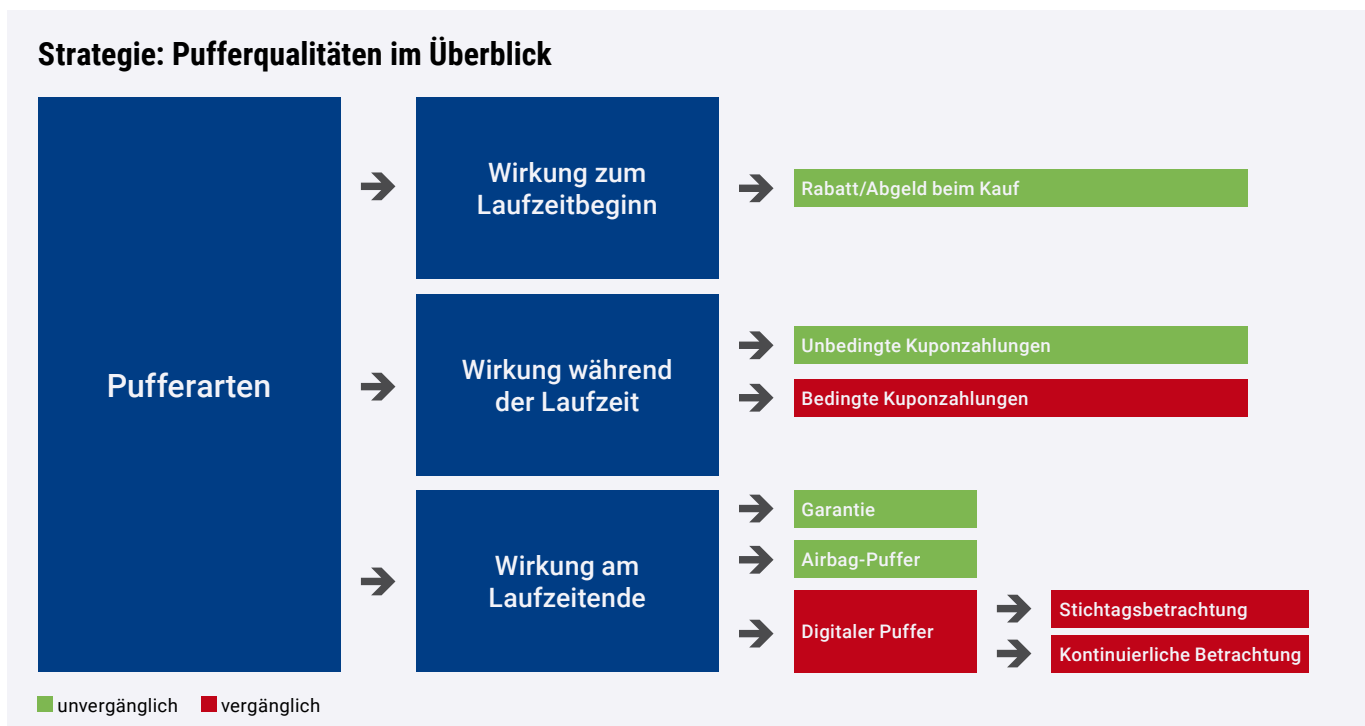 Strategie: Pufferqualitäten im Überblick
Pufferarten
Wirkung zum
Laufzeitbeginn
Rabatt/Abgeld beim Kauf
Wirkung während
der Laufzeit
Unbedingte Kuponzahlungen
Bedingte Kuponzahlungen
Wirkung am
Laufzeitende
Garantie
Airbag-Puffer
Digitaler Puffer
Stichtagsbetrachtung
Kontinuierliche Betrachtung
unvergänglich vergänglich